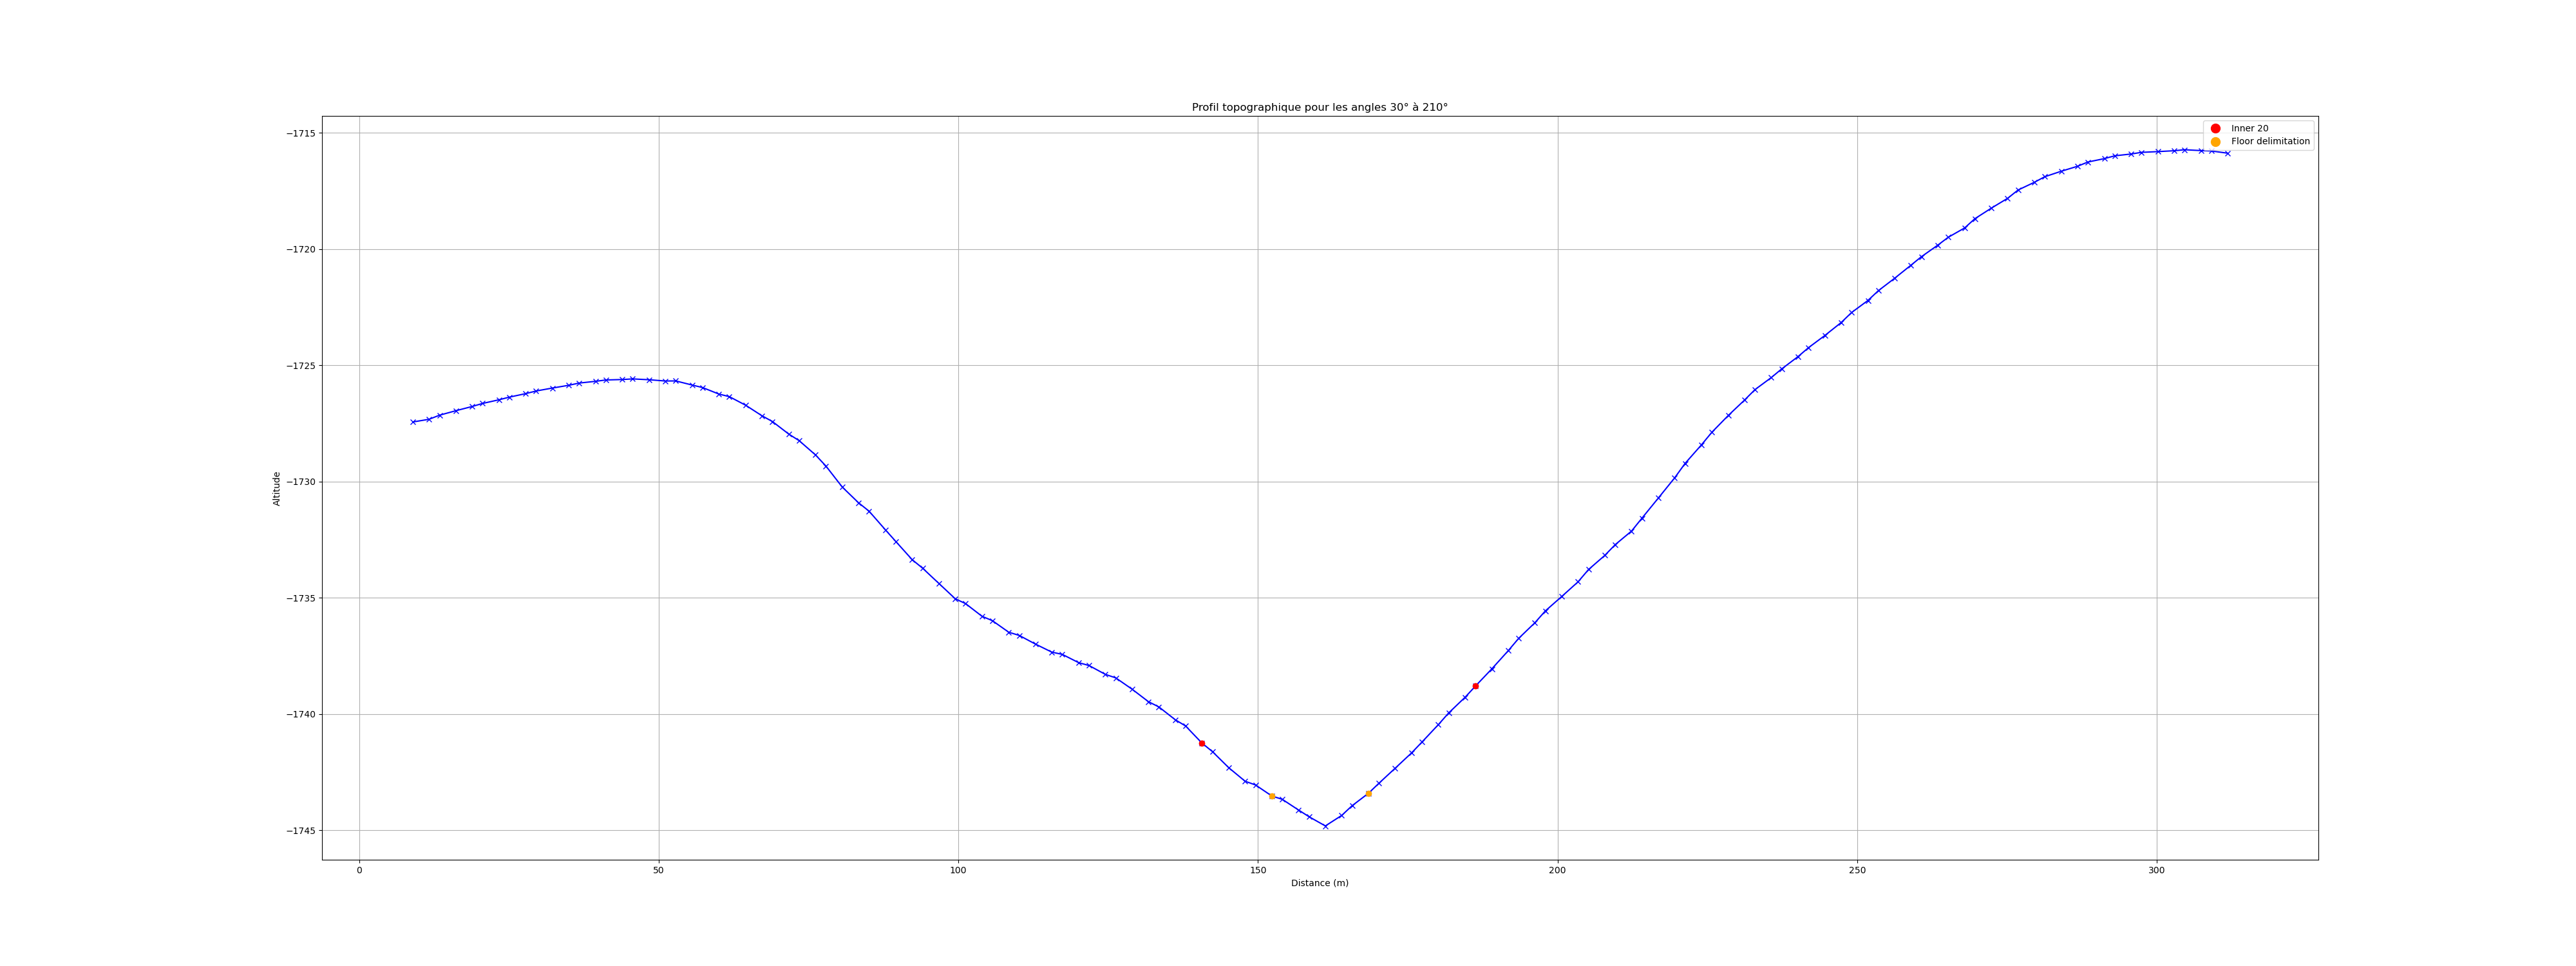 Profil topographique pour les angles 30° à 210°
Inner 20
Floor delimitation
−1715
−1720
−1725
−1730
−1735
−1740
−1745
Altitude
0 50 100 150 200 250 300
Distance (m)